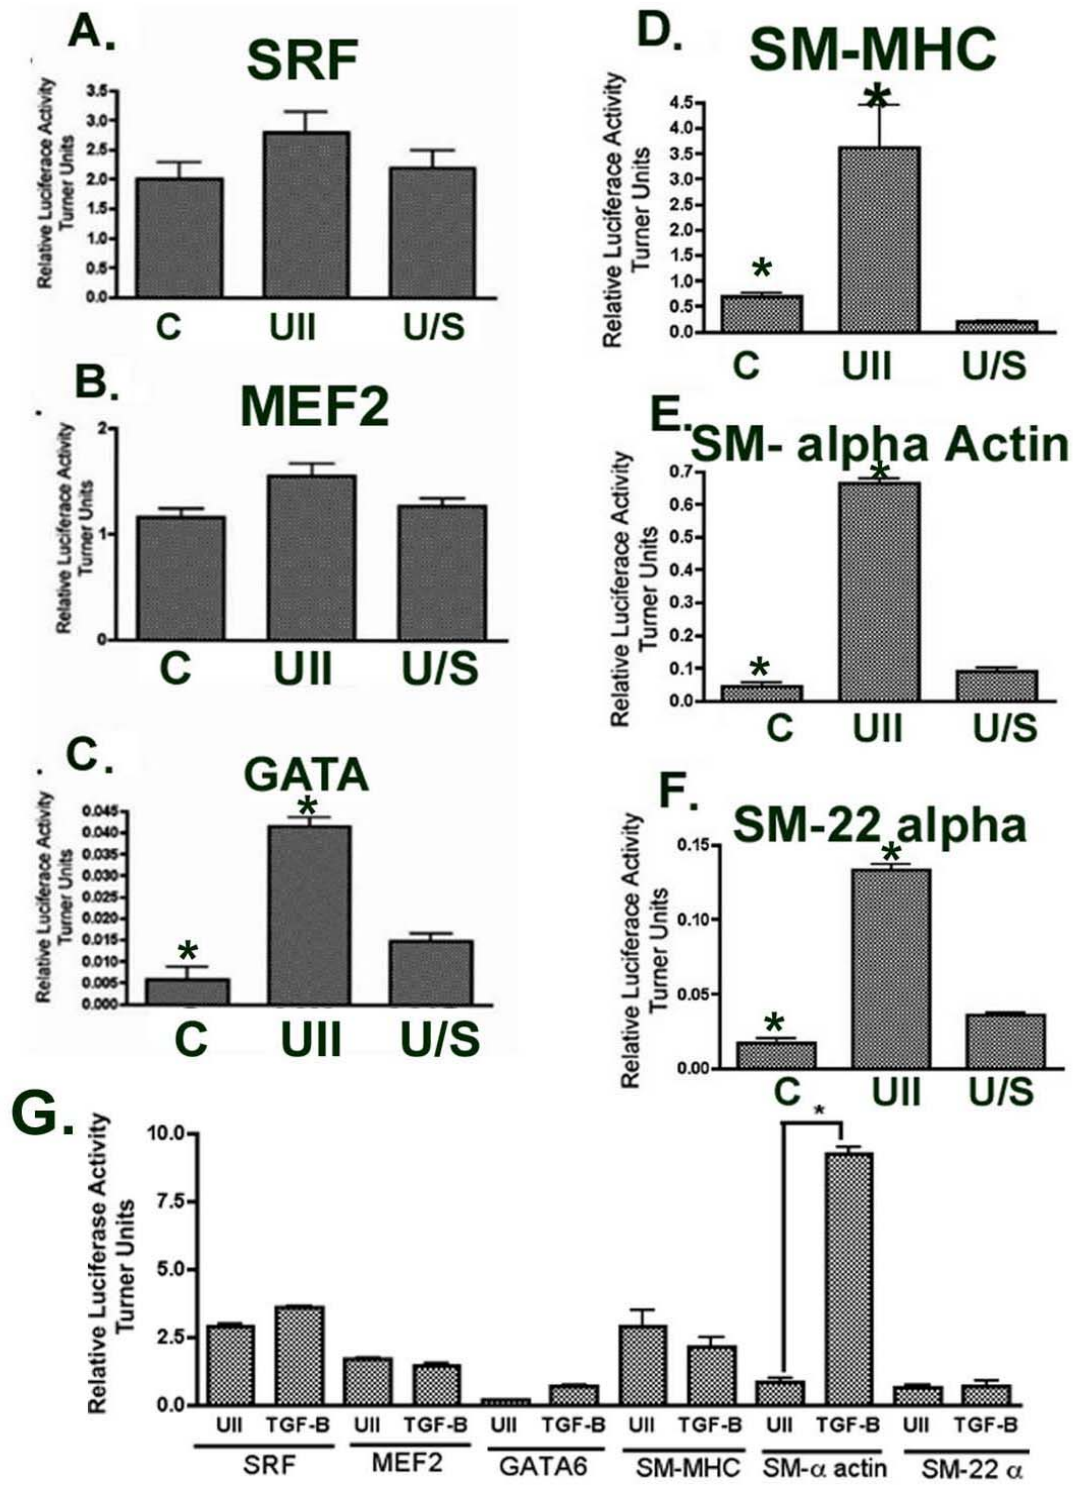 A.
SRF
Relative Luciferace Activity
Turner Units
3.5
3.0
2.5
2.0
1.5
1.0
0.5
0.0
C UII U/S
B.
MEF2
Relative Luciferace Activity
Turner Units
2
1
0
C UII U/S
C.
GATA
Relative Luciferace Activity
Turner Units
0.045
0.040
0.035
0.030
0.025
0.020
0.015
0.010
0.005
0.000
*
*
C UII U/S
D.
SM-MHC
Relative Luciferace Activity
Turner Units
4.5
4.0
3.5
3.0
2.5
2.0
1.5
1.0
0.5
0.0
*
*
C UII U/S
E.
SM- alpha Actin
Relative Luciferace Activity
Turner Units
0.7
0.6
0.5
0.4
0.3
0.2
0.1
0.0
*
*
C UII U/S
F.
SM-22 alpha
Relative Luciferace Activity
Turner Units
0.15
0.10
0.05
0.00
*
*
C UII U/S
G.
Relative Luciferase Activity
Turner Units
10.0
7.5
5.0
2.5
0.0
*
UII TGF-B UII TGF-B UII TGF-B UII TGF-B UII TGF-B UII TGF-B
SRF MEF2 GATA6 SM-MHC SM-α actin SM-22 α